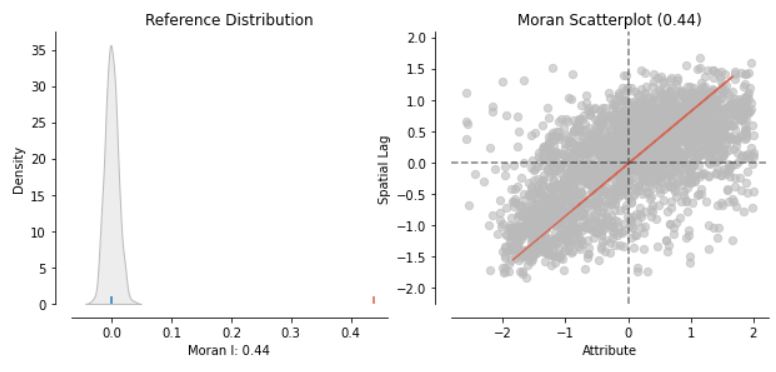 Reference Distribution
35
30
25
20
15
10
5
0
Density
0.0 0.1 0.2 0.3 0.4
Moran I: 0.44
Moran Scatterplot (0.44)
2.0
1.5
1.0
0.5
0.0
−0.5
−1.0
−1.5
−2.0
Spatial Lag
−2 −1 0 1 2
Attribute